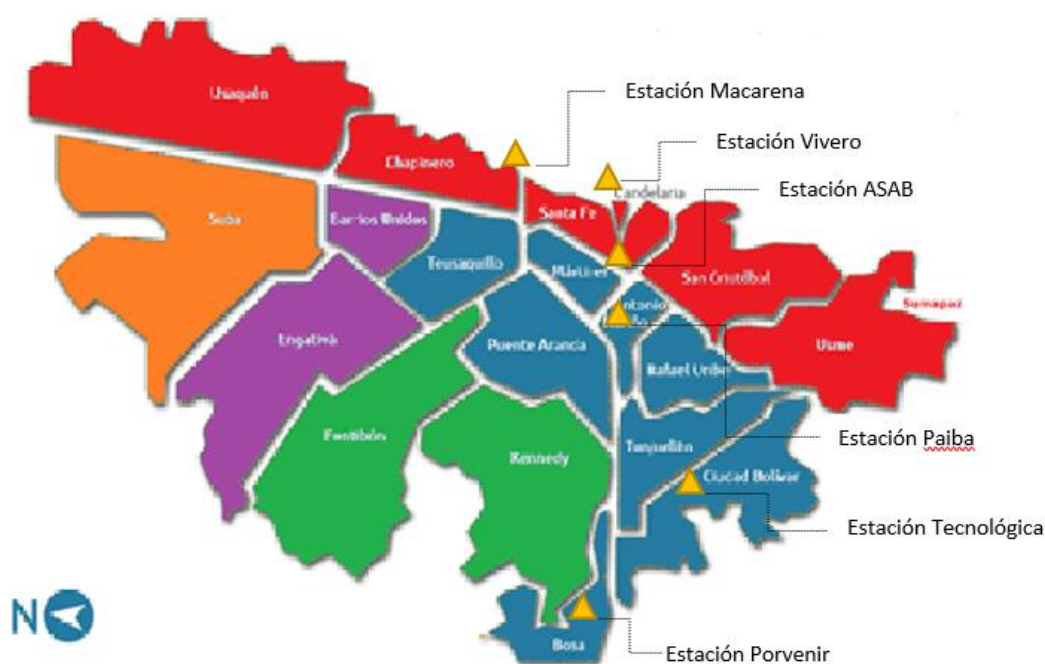 Usaquén
Estación Macarena
Estación Vivero
Chapinero
Candelaria
Estación ASAB
Suba
Barrios Unidos
Santa Fe
Teusaquillo
Mártires
San Cristóbal
Antonio
Sumapaz
Engativá
Puente Aranda
Usme
Rafael Uribe
Fontibón
Estación Paiba
Tunjuelito
Kennedy
Ciudad Bolívar
Estación Tecnológica
N
Bosa
Estación Porvenir